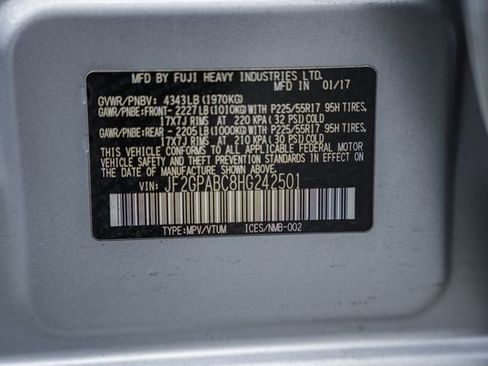 MFD BY FUJI HEAVY INDUSTRIES LTD.
MFD IN 01/17
GVWR/PNBV: 4343LB(1970KG)
GAWR/PNBE:FRONT- 2227LB(1010KG)WITH P225/55R17 95H TIRES,
17X7J RIMS AT 220 KPA(32 PSI)COLD
GAWR/PNBE:REAR - 2205LB(1000KG)WITH P225/55R17 95H TIRES,
17X7J RIMS AT 210 KPA(30 PSI)COLD
THIS VEHICLE CONFORMS TO ALL APPLICABLE FEDERAL MOTOR
VEHICLE SAFETY AND THEFT PREVENTION STANDARDS IN EFFECT ON
THE DATE OF MANUFACTURE SHOWN ABOVE.
VIN: JF2GPABC8HG242501
TYPE:MPV/VTUM ICES/NMB-002